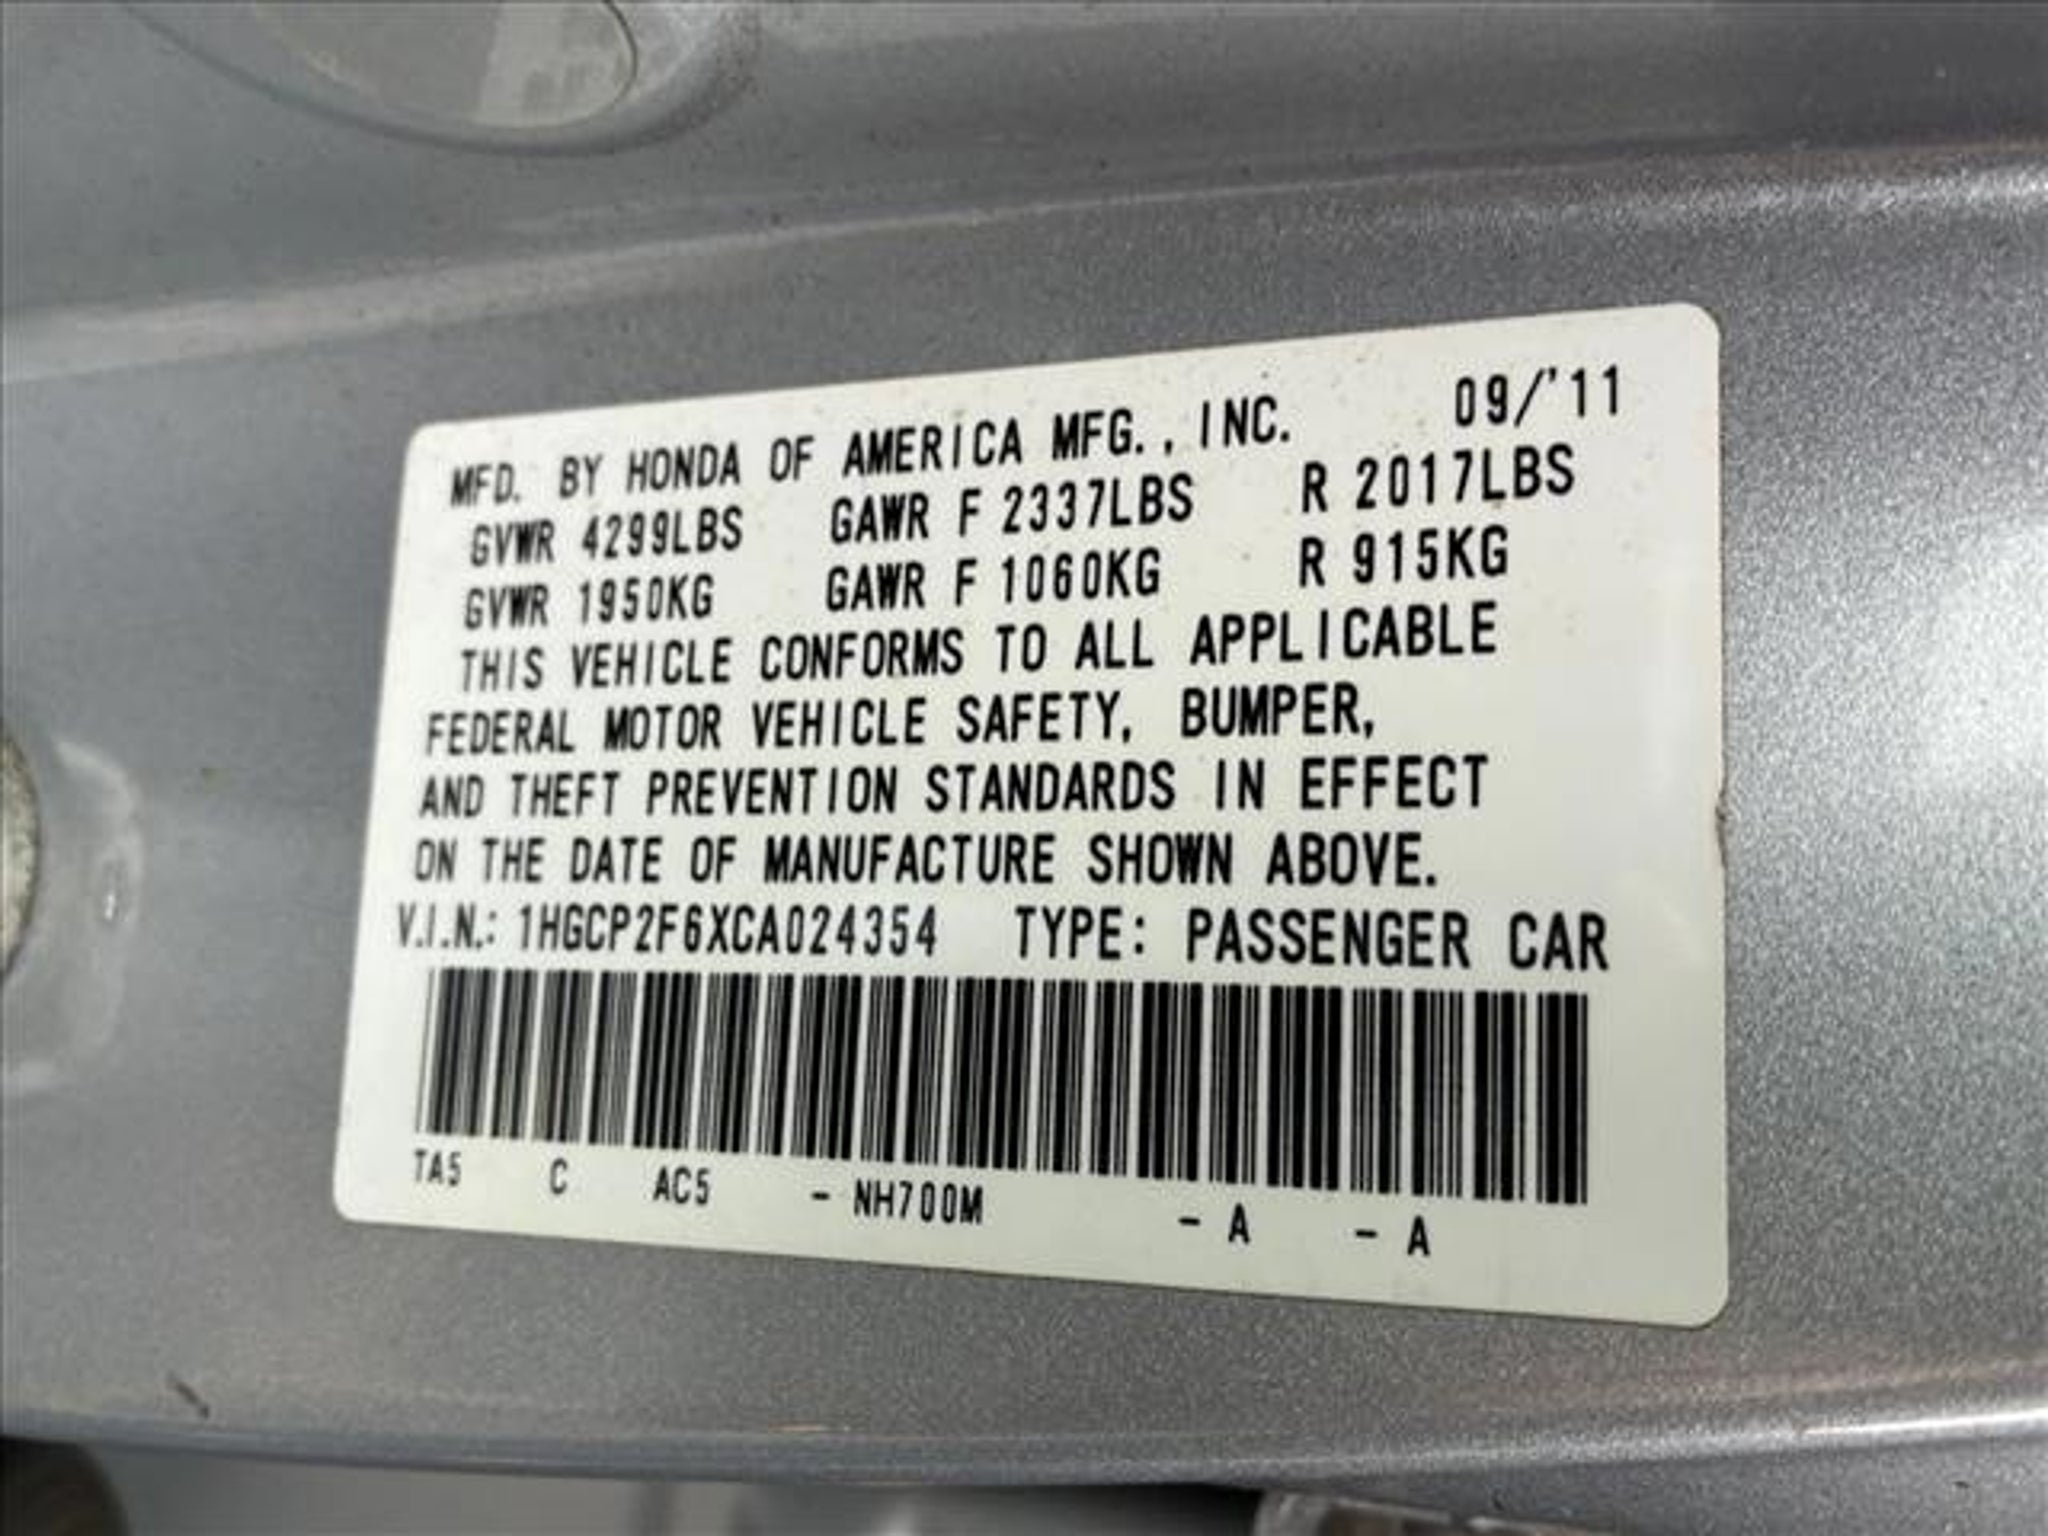 MFD. BY HONDA OF AMERICA MFG., INC. 09/'11
GVWR 4299LBS GAWR F 2337LBS R 2017LBS
GVWR 1950KG GAWR F 1060KG R 915KG
THIS VEHICLE CONFORMS TO ALL APPLICABLE
FEDERAL MOTOR VEHICLE SAFETY, BUMPER,
AND THEFT PREVENTION STANDARDS IN EFFECT
ON THE DATE OF MANUFACTURE SHOWN ABOVE.
V.I.N.: 1HGCP2F6XCA024354 TYPE: PASSENGER CAR
TA5 C AC5 - NH700M - A - A